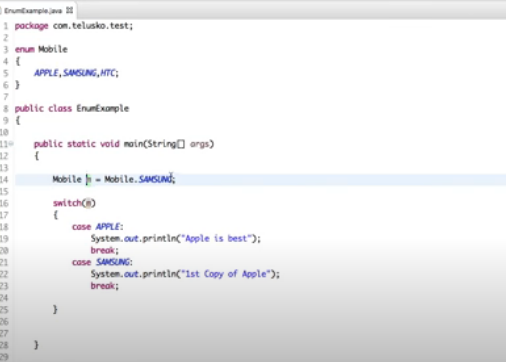 EnumExample.java
1 package com.telusko.test;
2
3 enum Mobile
4 {
5 APPLE,SAMSUNG,HTC;
6 }
7
8 public class EnumExample
9 {
10
11 public static void main(String[] args)
12 {
13
14 Mobile m = Mobile.SAMSUNG;
15
16 switch(m)
17 {
18 case APPLE:
19 System.out.println("Apple is best");
20 break;
21 case SAMSUNG:
22 System.out.println("1st Copy of Apple");
23 break;
24
25 }
26
27
28 }
29